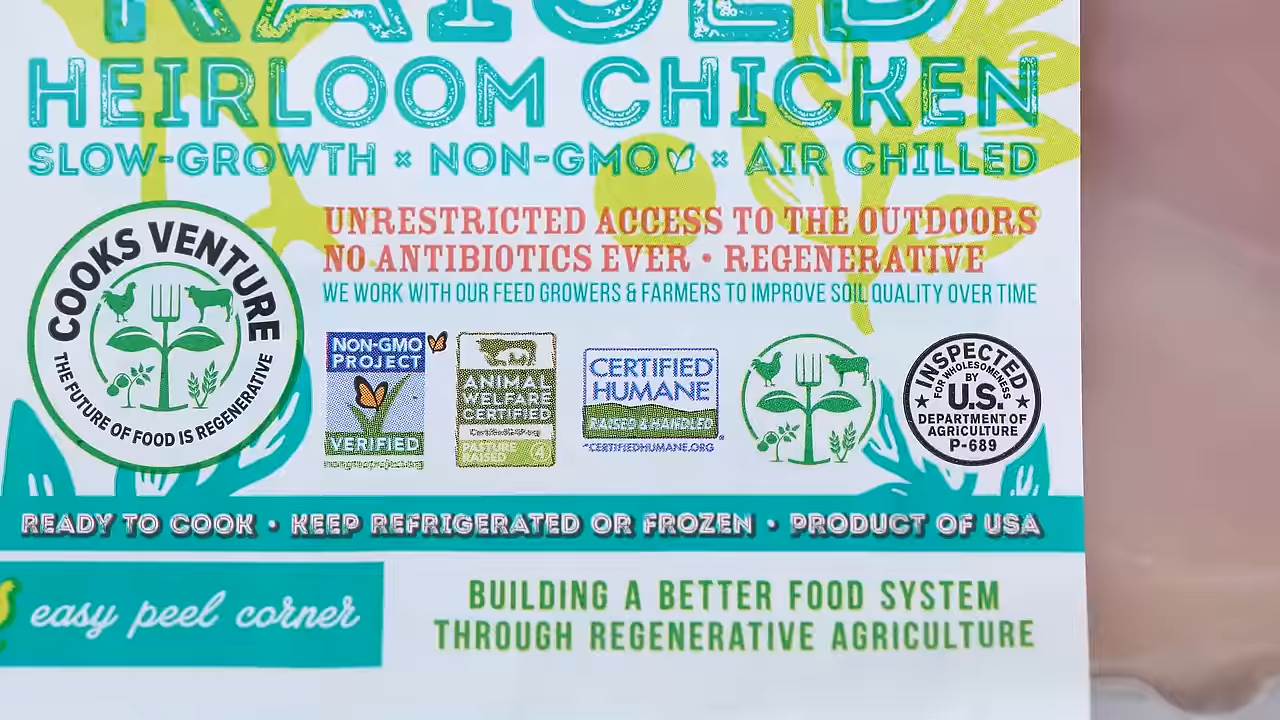 RAISED
HEIRLOOM CHICKEN
SLOW-GROWTH × NON-GMO × AIR CHILLED
UNRESTRICTED ACCESS TO THE OUTDOORS
NO ANTIBIOTICS EVER • REGENERATIVE
WE WORK WITH OUR FEED GROWERS & FARMERS TO IMPROVE SOIL QUALITY OVER TIME
COOKS VENTURE
THE FUTURE OF FOOD IS REGENERATIVE
NON-GMO
PROJECT
VERIFIED
ANIMAL
WELFARE
CERTIFIED
PASTURE
RAISED 4
CERTIFIED
HUMANE
RAISED & HANDLED
*CERTIFIEDHUMANE.ORG
INSPECTED
FOR WHOLESOMENESS
BY
U.S.
DEPARTMENT OF
AGRICULTURE
P-689
READY TO COOK • KEEP REFRIGERATED OR FROZEN • PRODUCT OF USA
easy peel corner
BUILDING A BETTER FOOD SYSTEM
THROUGH REGENERATIVE AGRICULTURE